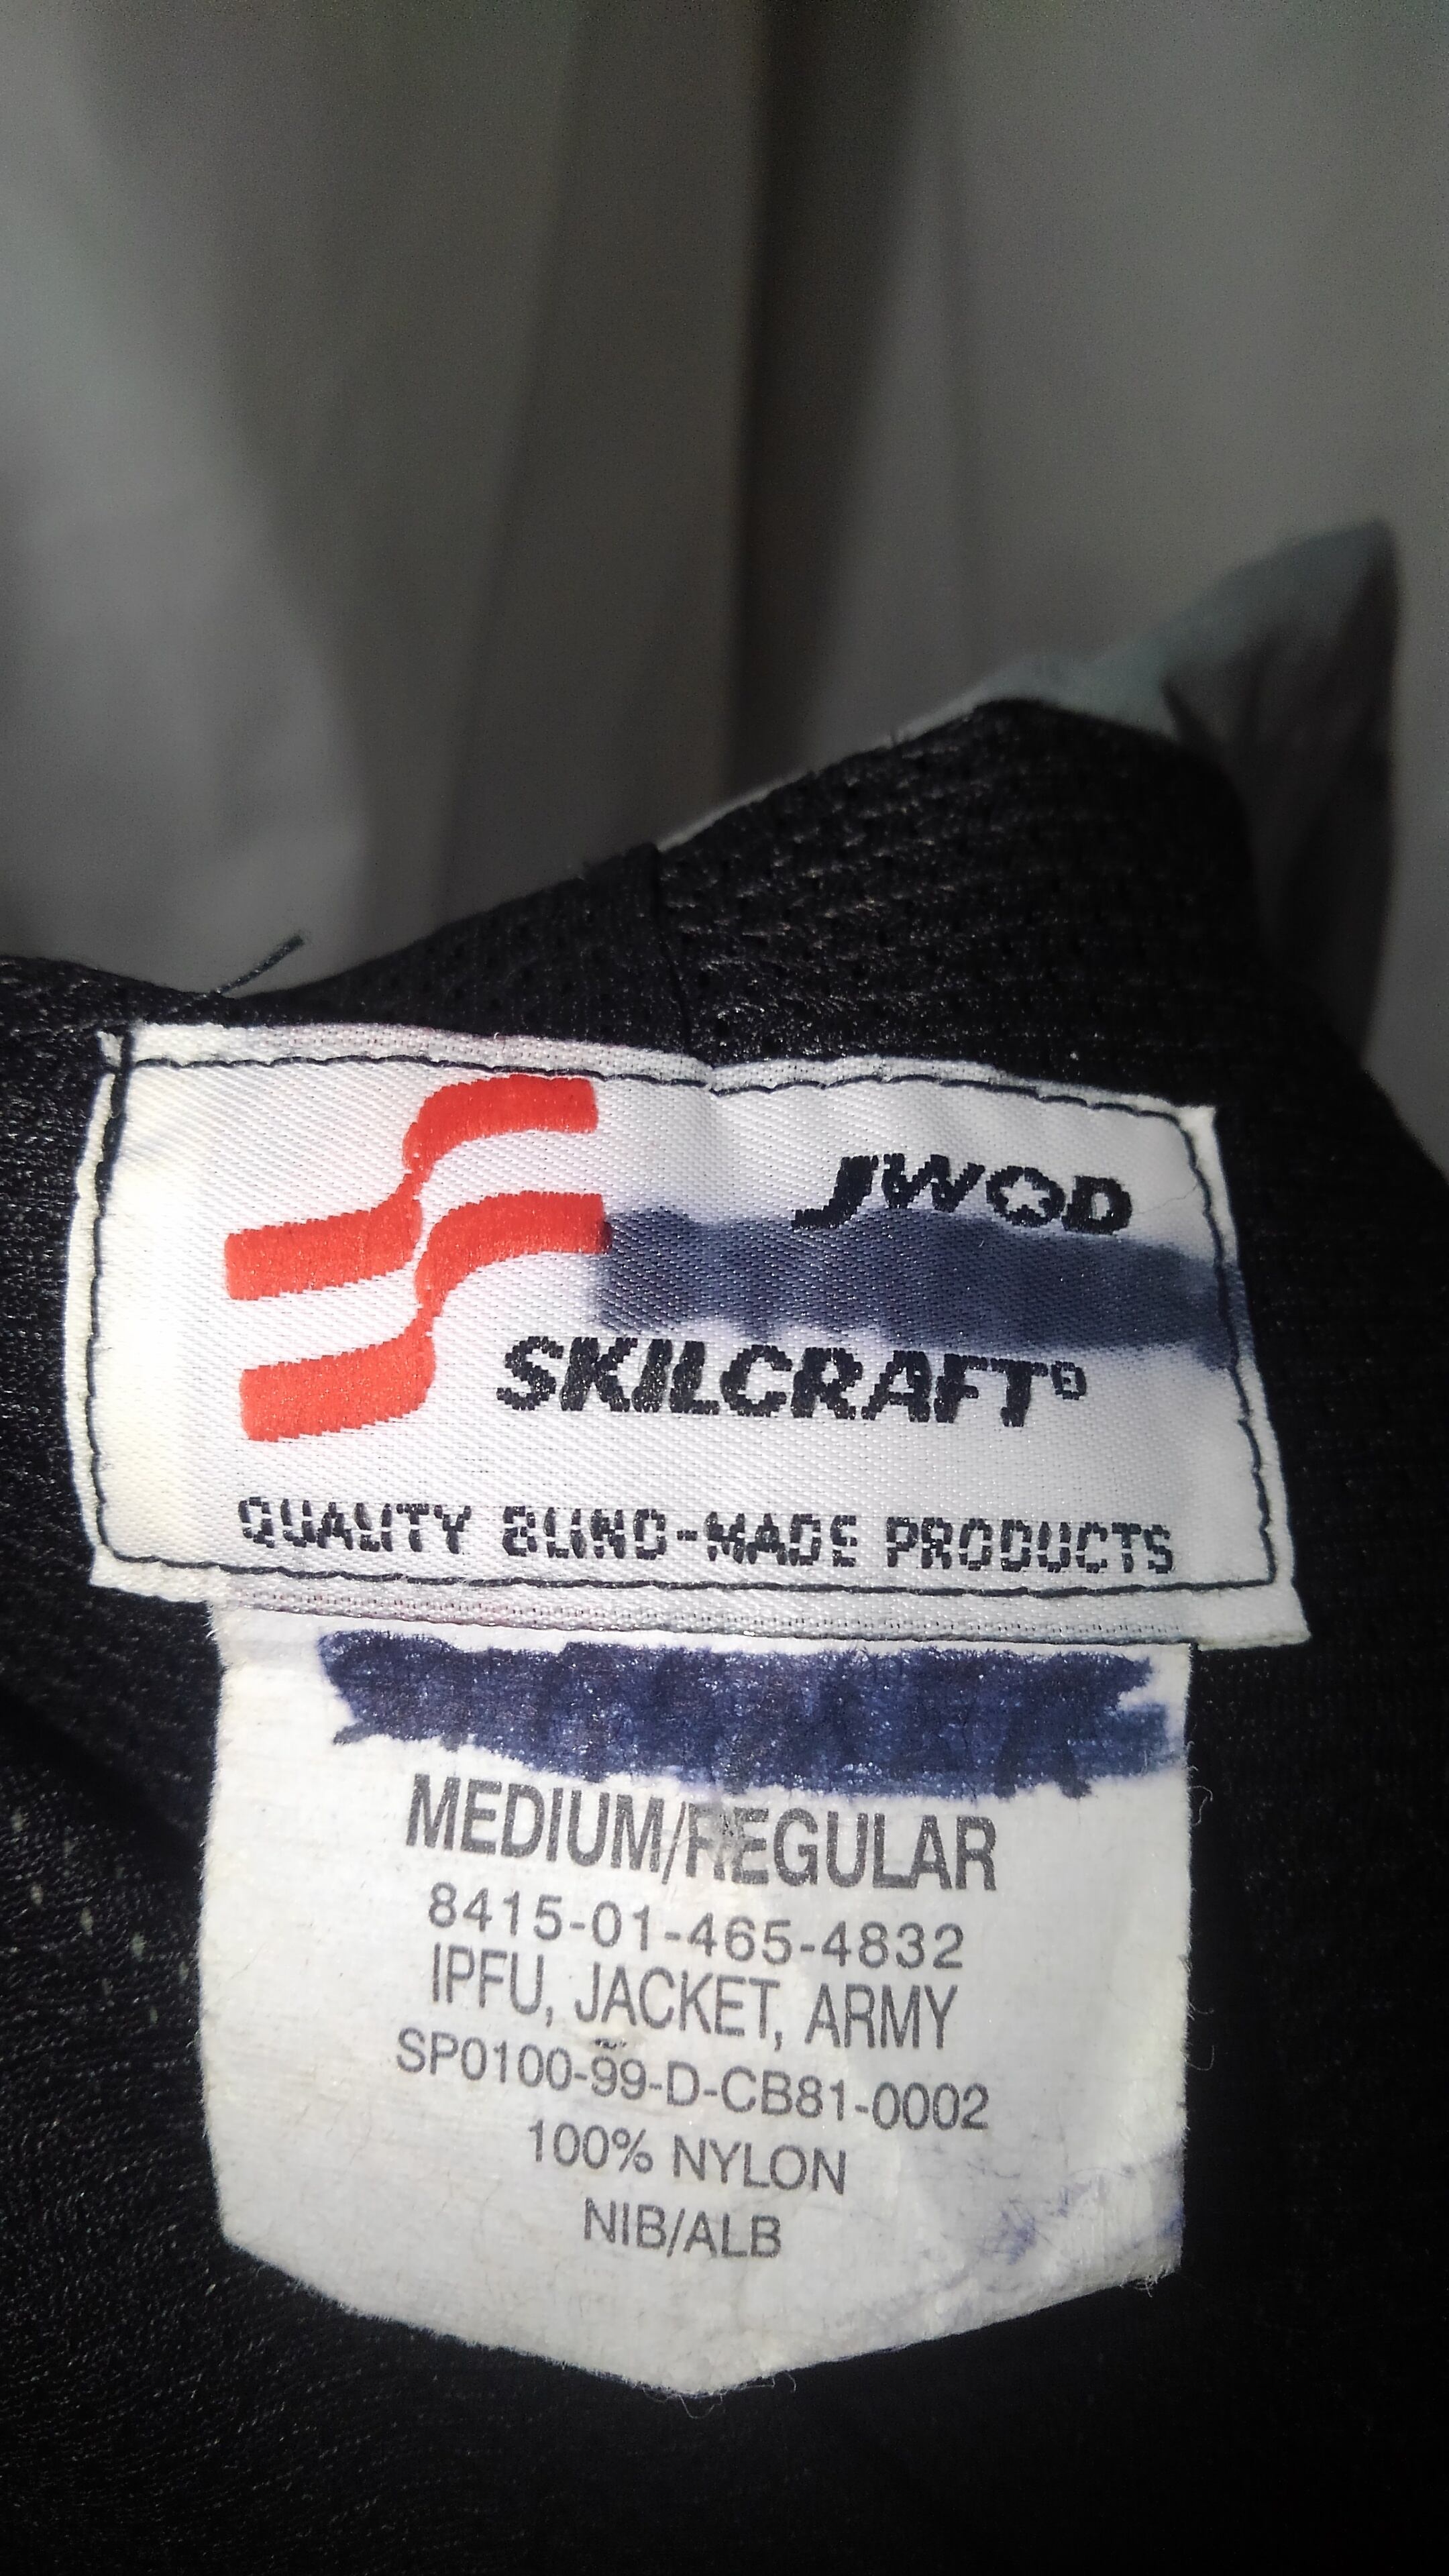 JWOD
SKILCRAFT®
QUALITY BLIND-MADE PRODUCTS
MEDIUM/REGULAR
8415-01-465-4832
IPFU, JACKET, ARMY
SP0100-99-D-CB81-0002
100% NYLON
NIB/ALB